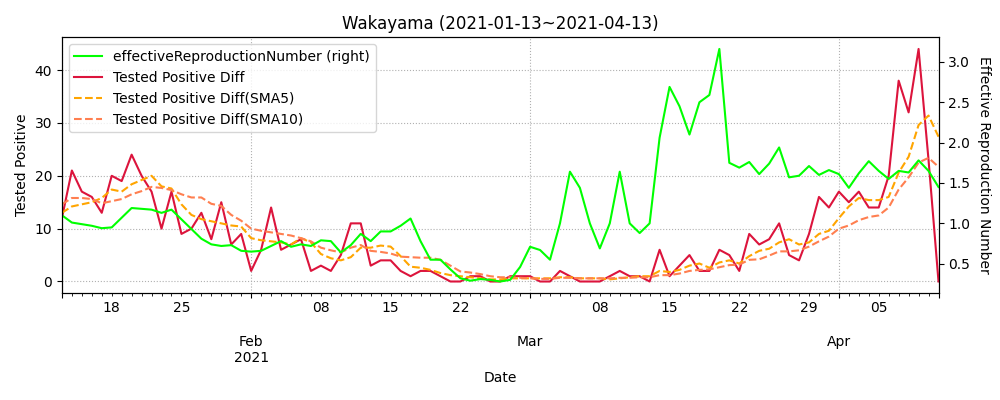 Wakayama (2021-01-13~2021-04-13)
effectiveReproductionNumber (right)
Tested Positive Diff
Tested Positive Diff(SMA5)
Tested Positive Diff(SMA10)
Tested Positive
40
30
20
10
0
3.0
2.5
2.0
1.5
1.0
0.5
Effective Reproduction Number
18 25 08 15 22 08 15 22 29 05
Feb Mar Apr
2021
Date